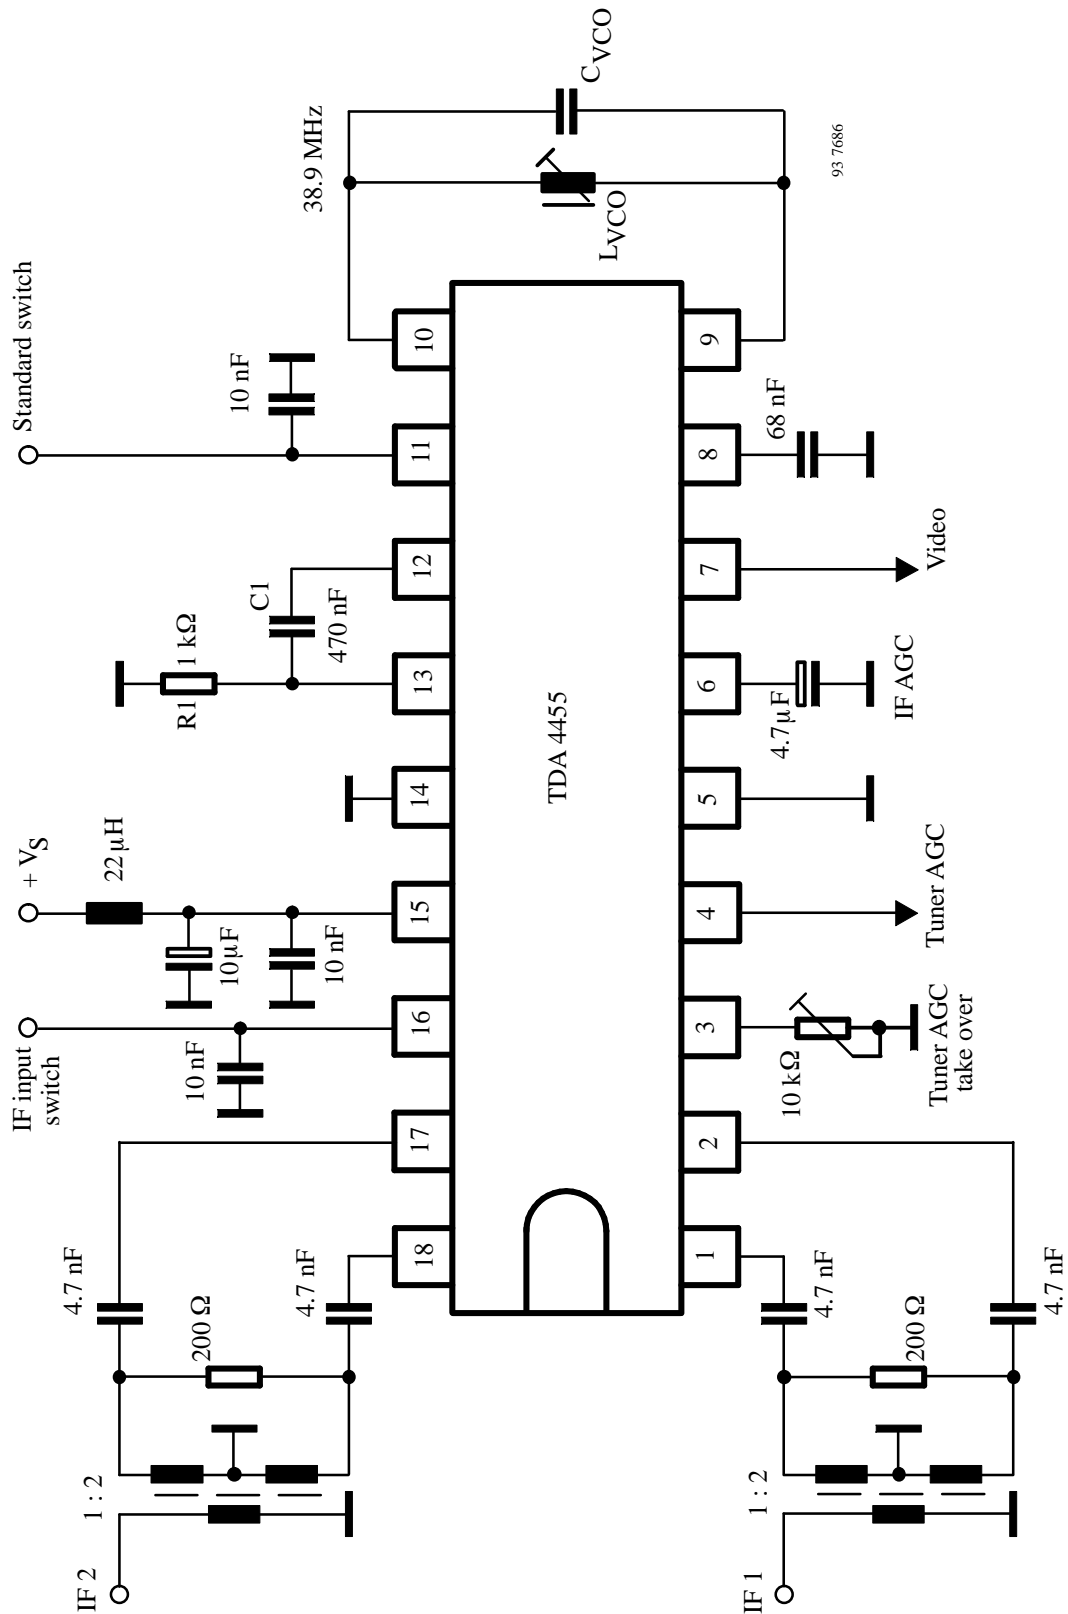 IF input
switch
+ VS
Standard switch
22 µH
10 µF
10 nF
10 nF
R1
1 kΩ
C1
470 nF
10 nF
38.9 MHz
4.7 nF
4.7 nF
200 Ω
1 : 2
IF 2
18
17
16
15
14
13
12
11
10
TDA 4455
LVCO
CVCO
1
2
3
4
5
6
7
8
9
4.7 nF
4.7 nF
200 Ω
1 : 2
IF 1
10 kΩ
Tuner AGC
take over
Tuner AGC
4.7 µF
IF AGC
Video
68 nF
93 7686